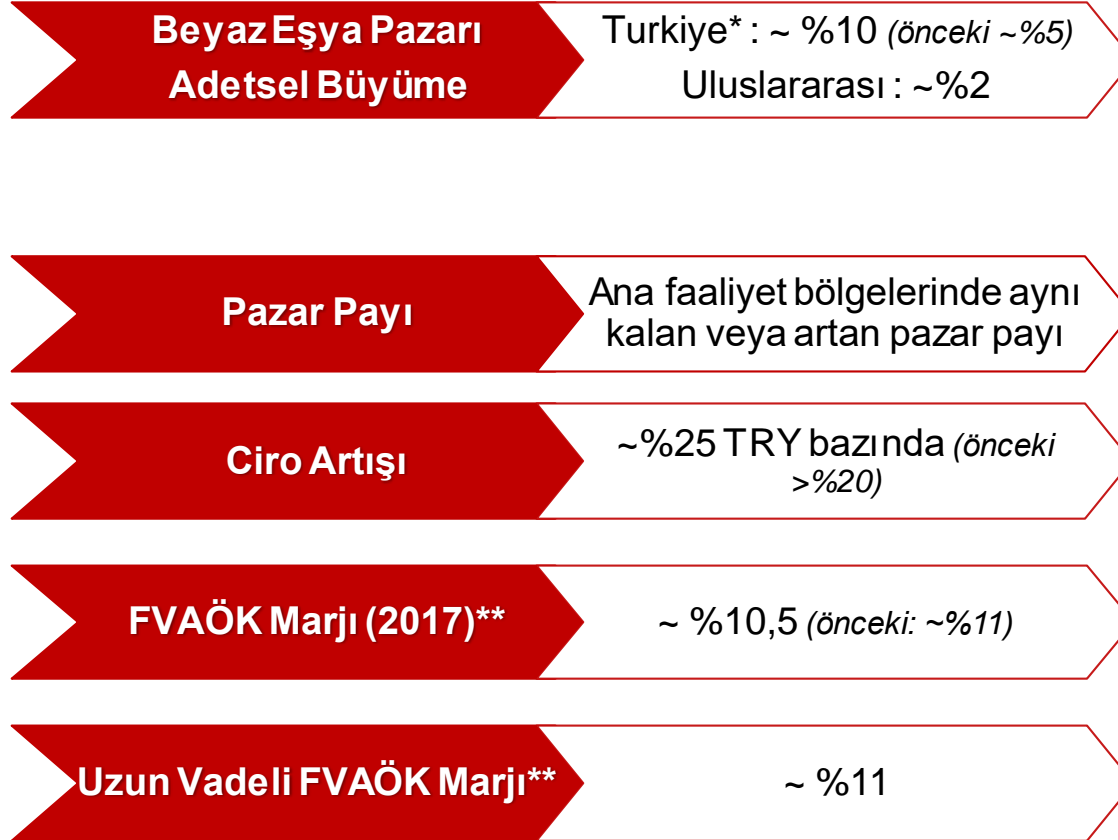 Beyaz Eşya Pazarı
Adetsel Büyüme
Turkiye* : ~ %10 (önceki ~%5)
Uluslararası : ~%2
Pazar Payı
Ana faaliyet bölgelerinde aynı
kalan veya artan pazar payı
Ciro Artışı
~%25 TRY bazında (önceki
>%20)
FVAÖK Marjı (2017)**
~ %10,5 (önceki: ~%11)
Uzun Vadeli FVAÖK Marjı**
~ %11